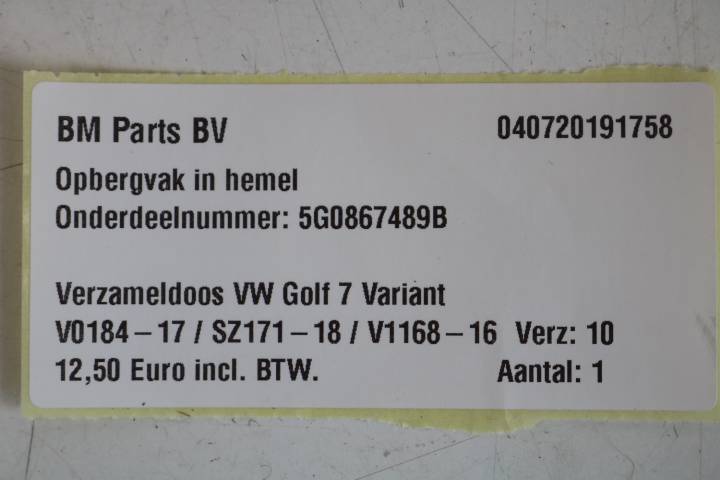 BM Parts BV 040720191758
Opbergvak in hemel
Onderdeelnummer: 5G0867489B
Verzameldoos VW Golf 7 Variant
V0184 – 17 / SZ171 – 18 / V1168 – 16 Verz: 10
12,50 Euro incl. BTW. Aantal: 1